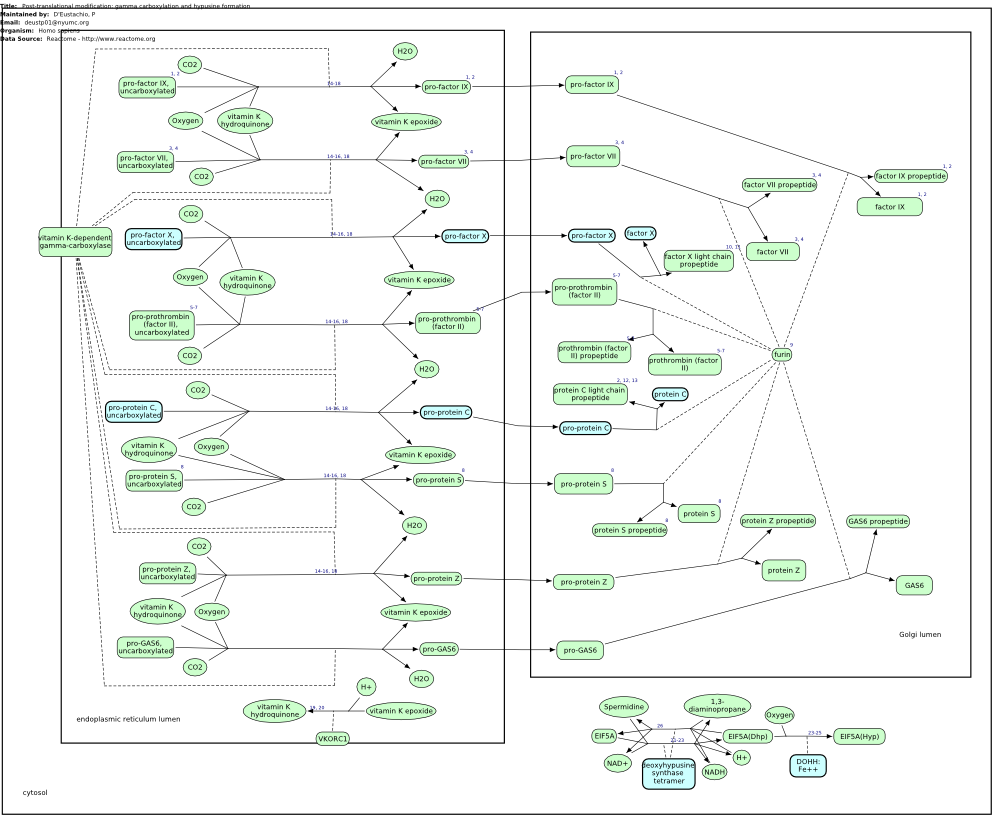 Title: Post-translational modification: gamma carboxylation and hypusine formation
Maintained by: D'Eustachio, P
Email: deustp01@nyumc.org
Organism: Homo sapiens
Data Source: Reactome - http://www.reactome.org
CO2
H2O
1, 2
pro-factor IX,
uncarboxylated
14-18
1, 2
pro-factor IX
1, 2
pro-factor IX
Oxygen
vitamin K
hydroquinone
vitamin K epoxide
3, 4
pro-factor VII,
uncarboxylated
14-16, 18
3, 4
pro-factor VII
3, 4
pro-factor VII
CO2
H2O
1, 2
factor IX propeptide
1, 2
factor IX
3, 4
factor VII propeptide
3, 4
factor VII
vitamin K-dependent
gamma-carboxylase
CO2
pro-factor X,
uncarboxylated
14-16, 18
pro-factor X
pro-factor X
factor X
factor X light chain
propeptide
Oxygen
vitamin K
hydroquinone
vitamin K epoxide
5-7
pro-prothrombin
(factor II),
uncarboxylated
14-16, 18
pro-prothrombin
(factor II)
5-7
pro-prothrombin
(factor II)
CO2
H2O
prothrombin (factor
II) propeptide
5-7
prothrombin (factor
II)
9
furin
CO2
pro-protein C,
uncarboxylated
14-16, 18
pro-protein C
2, 12, 13
protein C light chain
propeptide
protein C
pro-protein C
vitamin K
hydroquinone
Oxygen
vitamin K epoxide
8
pro-protein S,
uncarboxylated
14-16, 18
8
pro-protein S
8
pro-protein S
CO2
H2O
8
protein S
8
protein S propeptide
CO2
pro-protein Z,
uncarboxylated
14-16, 18
pro-protein Z
pro-protein Z
protein Z propeptide
protein Z
GAS6 propeptide
GAS6
vitamin K
hydroquinone
Oxygen
vitamin K epoxide
pro-GAS6,
uncarboxylated
pro-GAS6
pro-GAS6
CO2
H2O
Golgi lumen
H+
vitamin K
hydroquinone
19, 20
vitamin K epoxide
endoplasmic reticulum lumen
VKORC1
Spermidine
1,3-
diaminopropane
Oxygen
EIF5A
26
EIF5A(Dhp)
23-25
EIF5A(Hyp)
NAD+
deoxyhypusine
synthase
tetramer
NADH
H+
DOHH:
Fe++
cytosol